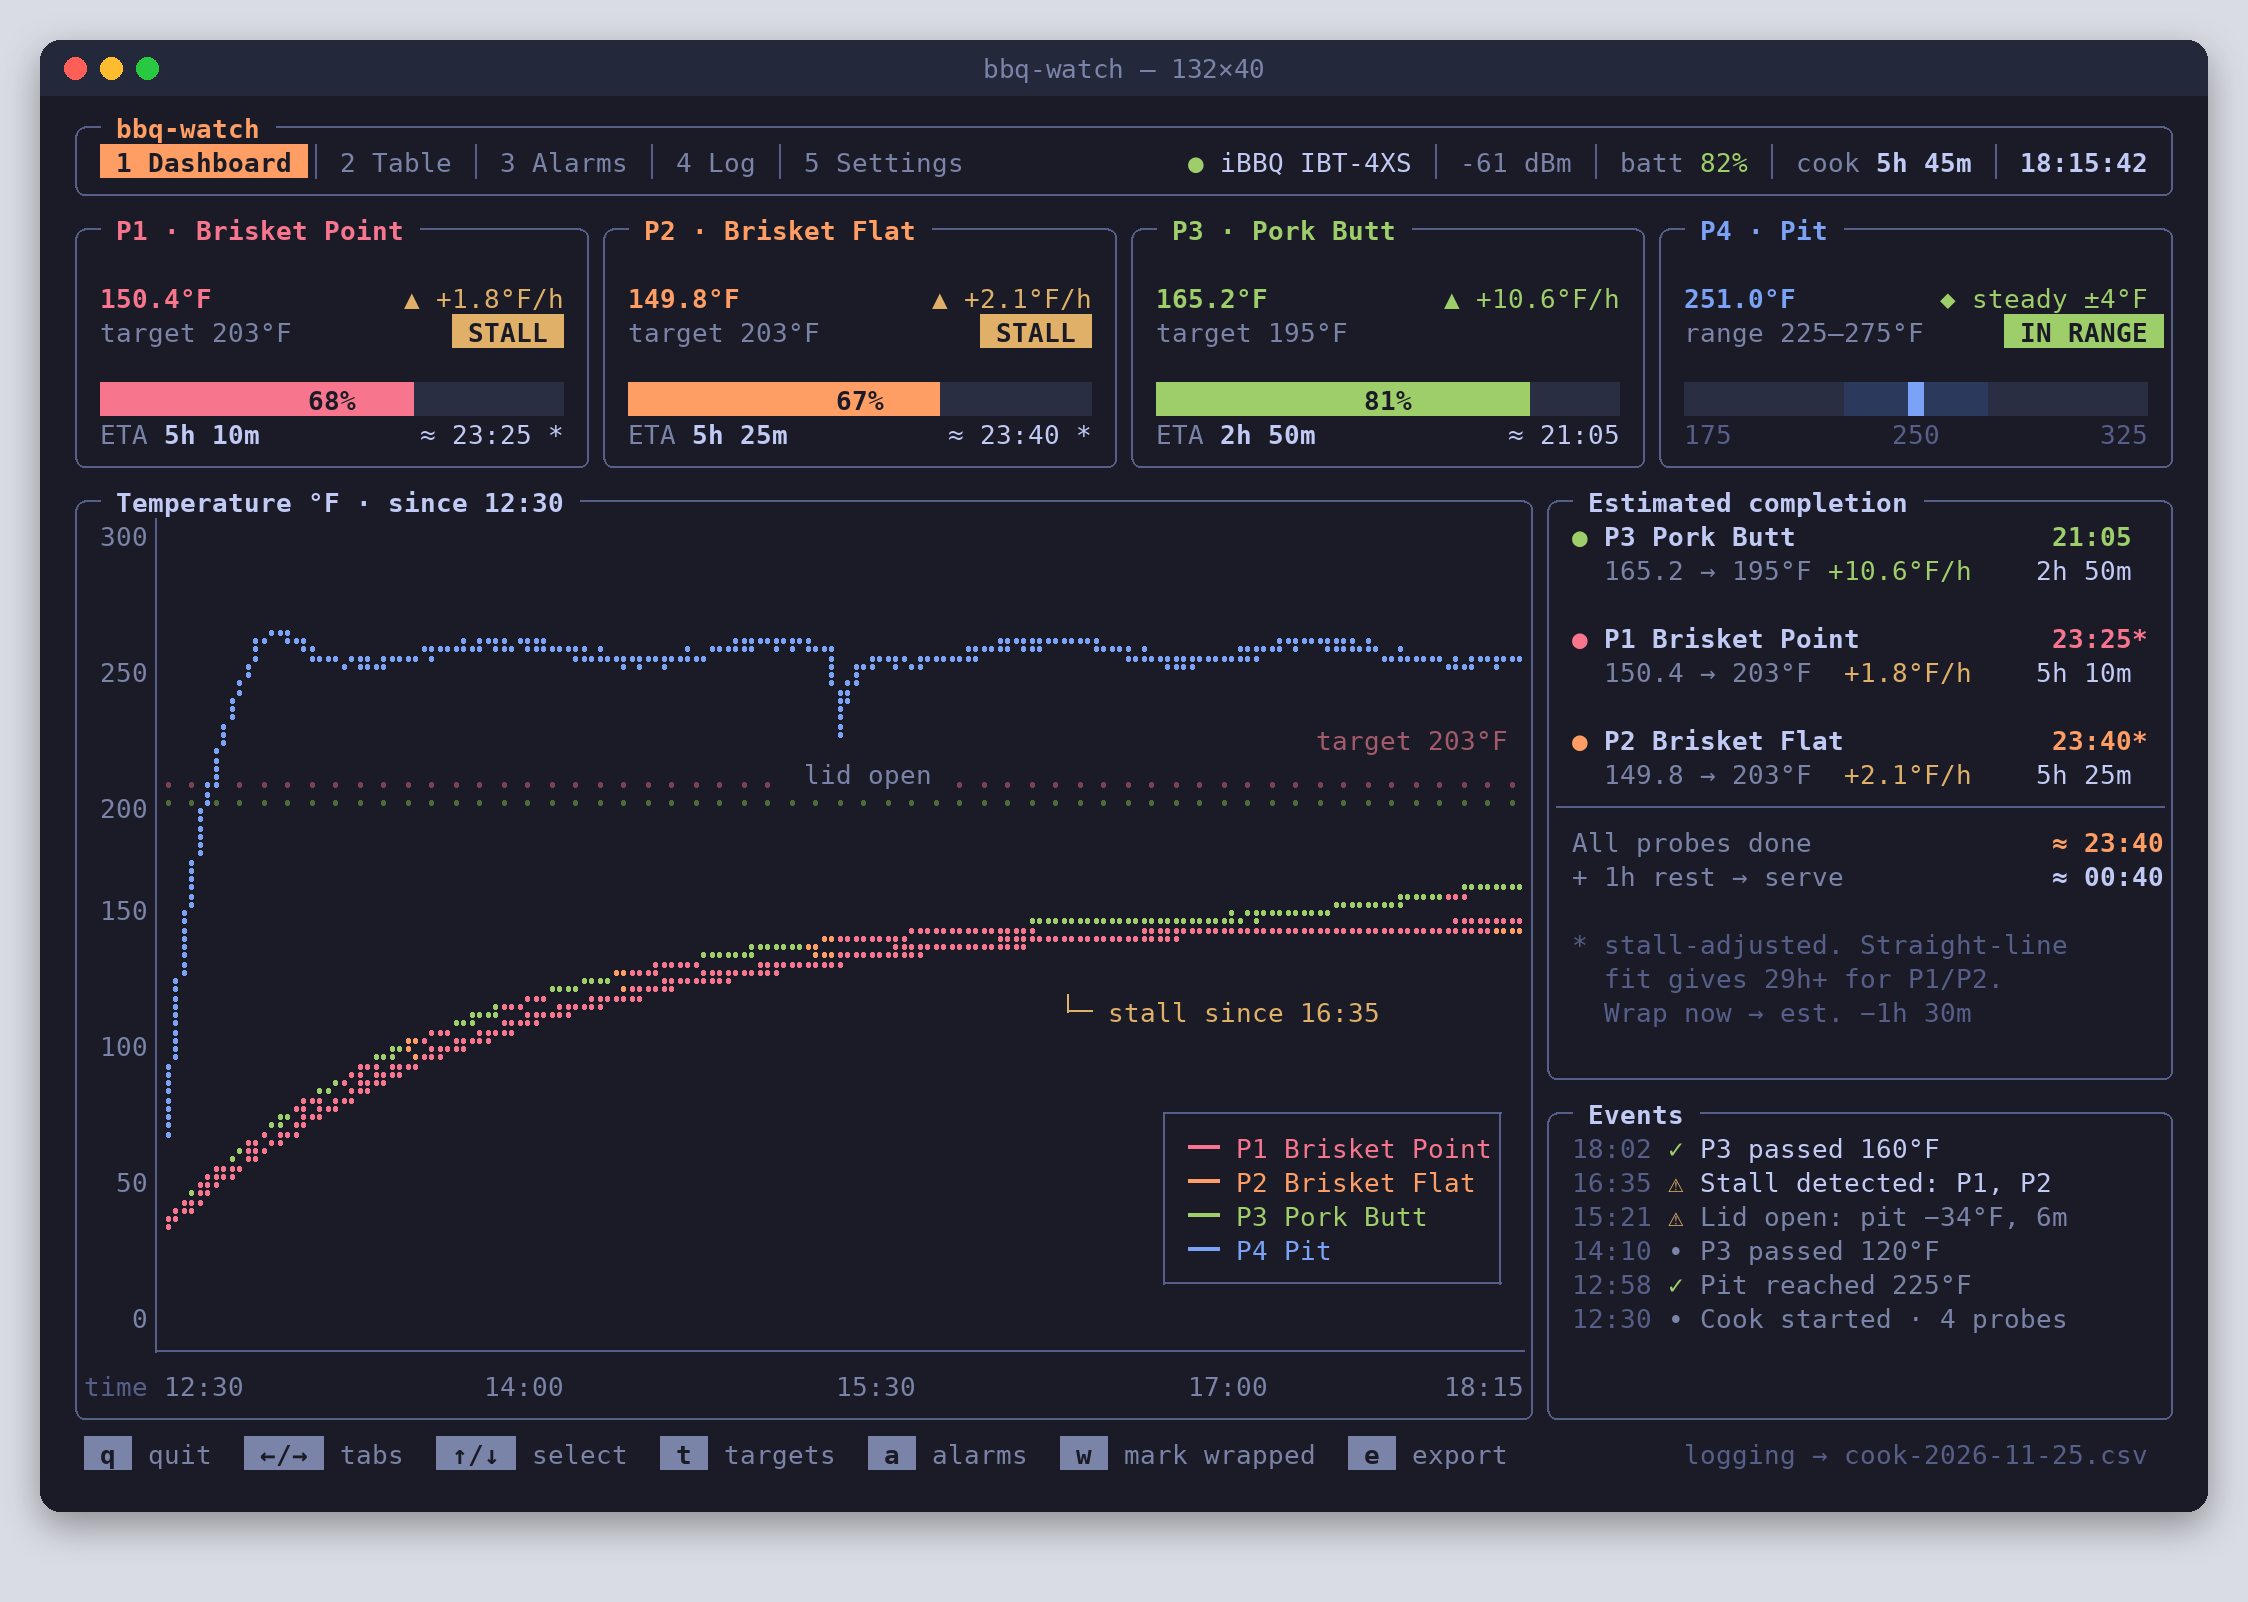 bbq-watch — 132×40
bbq-watch
1 Dashboard │ 2 Table │ 3 Alarms │ 4 Log │ 5 Settings ● iBBQ IBT-4XS │ -61 dBm │ batt 82% │ cook 5h 45m │ 18:15:42
P1 · Brisket Point
150.4°F ▲ +1.8°F/h
target 203°F STALL
68%
ETA 5h 10m ≈ 23:25 *
P2 · Brisket Flat
149.8°F ▲ +2.1°F/h
target 203°F STALL
67%
ETA 5h 25m ≈ 23:40 *
P3 · Pork Butt
165.2°F ▲ +10.6°F/h
target 195°F
81%
ETA 2h 50m ≈ 21:05
P4 · Pit
251.0°F ◆ steady ±4°F
range 225–275°F IN RANGE
175 250 325
Temperature °F · since 12:30
300
250
target 203°F
lid open
200
150
100
stall since 16:35
50
0
P1 Brisket Point
P2 Brisket Flat
P3 Pork Butt
P4 Pit
time 12:30 14:00 15:30 17:00 18:15
Estimated completion
● P3 Pork Butt 21:05
165.2 → 195°F +10.6°F/h 2h 50m
● P1 Brisket Point 23:25*
150.4 → 203°F +1.8°F/h 5h 10m
● P2 Brisket Flat 23:40*
149.8 → 203°F +2.1°F/h 5h 25m
All probes done ≈ 23:40
+ 1h rest → serve ≈ 00:40
* stall-adjusted. Straight-line
fit gives 29h+ for P1/P2.
Wrap now → est. −1h 30m
Events
18:02 ✓ P3 passed 160°F
16:35 ⚠ Stall detected: P1, P2
15:21 ⚠ Lid open: pit −34°F, 6m
14:10 • P3 passed 120°F
12:58 ✓ Pit reached 225°F
12:30 • Cook started · 4 probes
q quit ←/→ tabs ↑/↓ select t targets a alarms w mark wrapped e export logging → cook-2026-11-25.csv